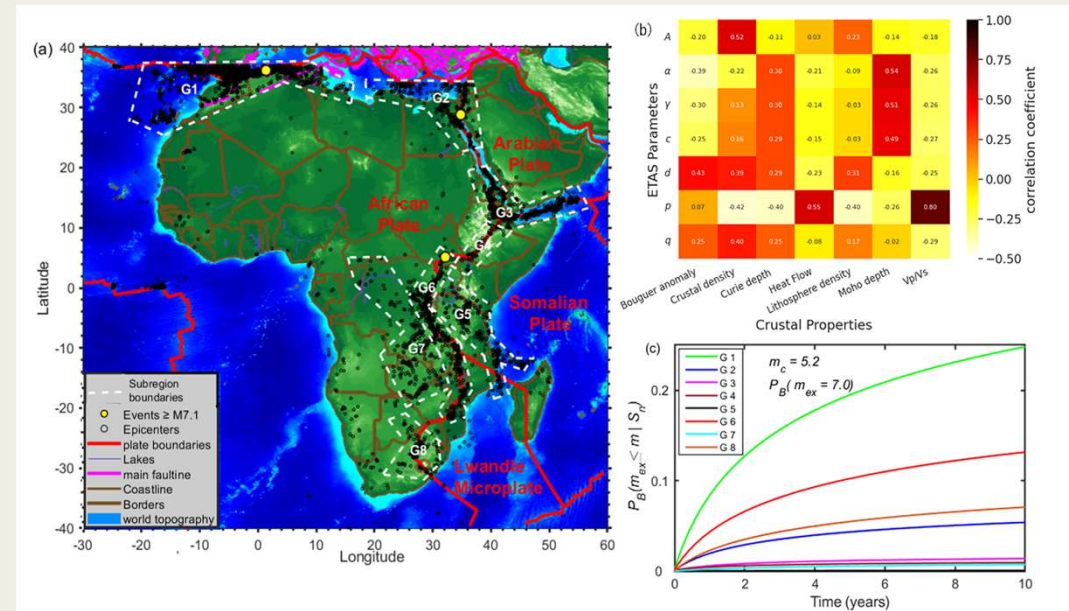 (a)
40
30
20
10
0
-10
-20
-30
-40
-30
-20
-10
0
10
20
30
40
50
60
Latitude
Longitude
G1
G2
G3
G
G6
G5
G7
G8
Arabian
Plate
African
Plate
Somalian
Plate
Lwandle
Microplate
Subregion
boundaries
Events ≥ M7.1
Epicenters
plate boundaries
Lakes
main faultline
Coastline
Borders
world topography
(b)
ETAS Parameters
A -0.20 0.52 -0.11 0.03 0.23 -0.14 -0.18
α -0.39 -0.22 0.30 -0.21 -0.09 0.54 -0.26
γ -0.30 0.13 0.30 -0.14 -0.03 0.51 -0.26
c -0.25 0.16 0.29 -0.15 -0.03 0.49 -0.27
d 0.43 0.39 0.29 -0.23 0.31 -0.16 -0.25
p 0.07 -0.42 -0.40 0.55 -0.40 -0.26 0.80
q 0.25 0.40 0.25 -0.08 0.17 -0.02 -0.29
Bouguer anomaly
Crustal density
Curie depth
Heat Flow
Lithosphere density
Moho depth
Vp/Vs
Crustal Properties
1.00
0.75
0.50
0.25
0.00
−0.25
−0.50
correlation coefficient
(c)
G 1
G 2
G 3
G 4
G 5
G 6
G 7
G 8
m_c = 5.2
P_B( m_ex = 7.0)
P_B(m_ex < m | S_n)
0.2
0.1
0
0
2
4
6
8
10
Time (years)